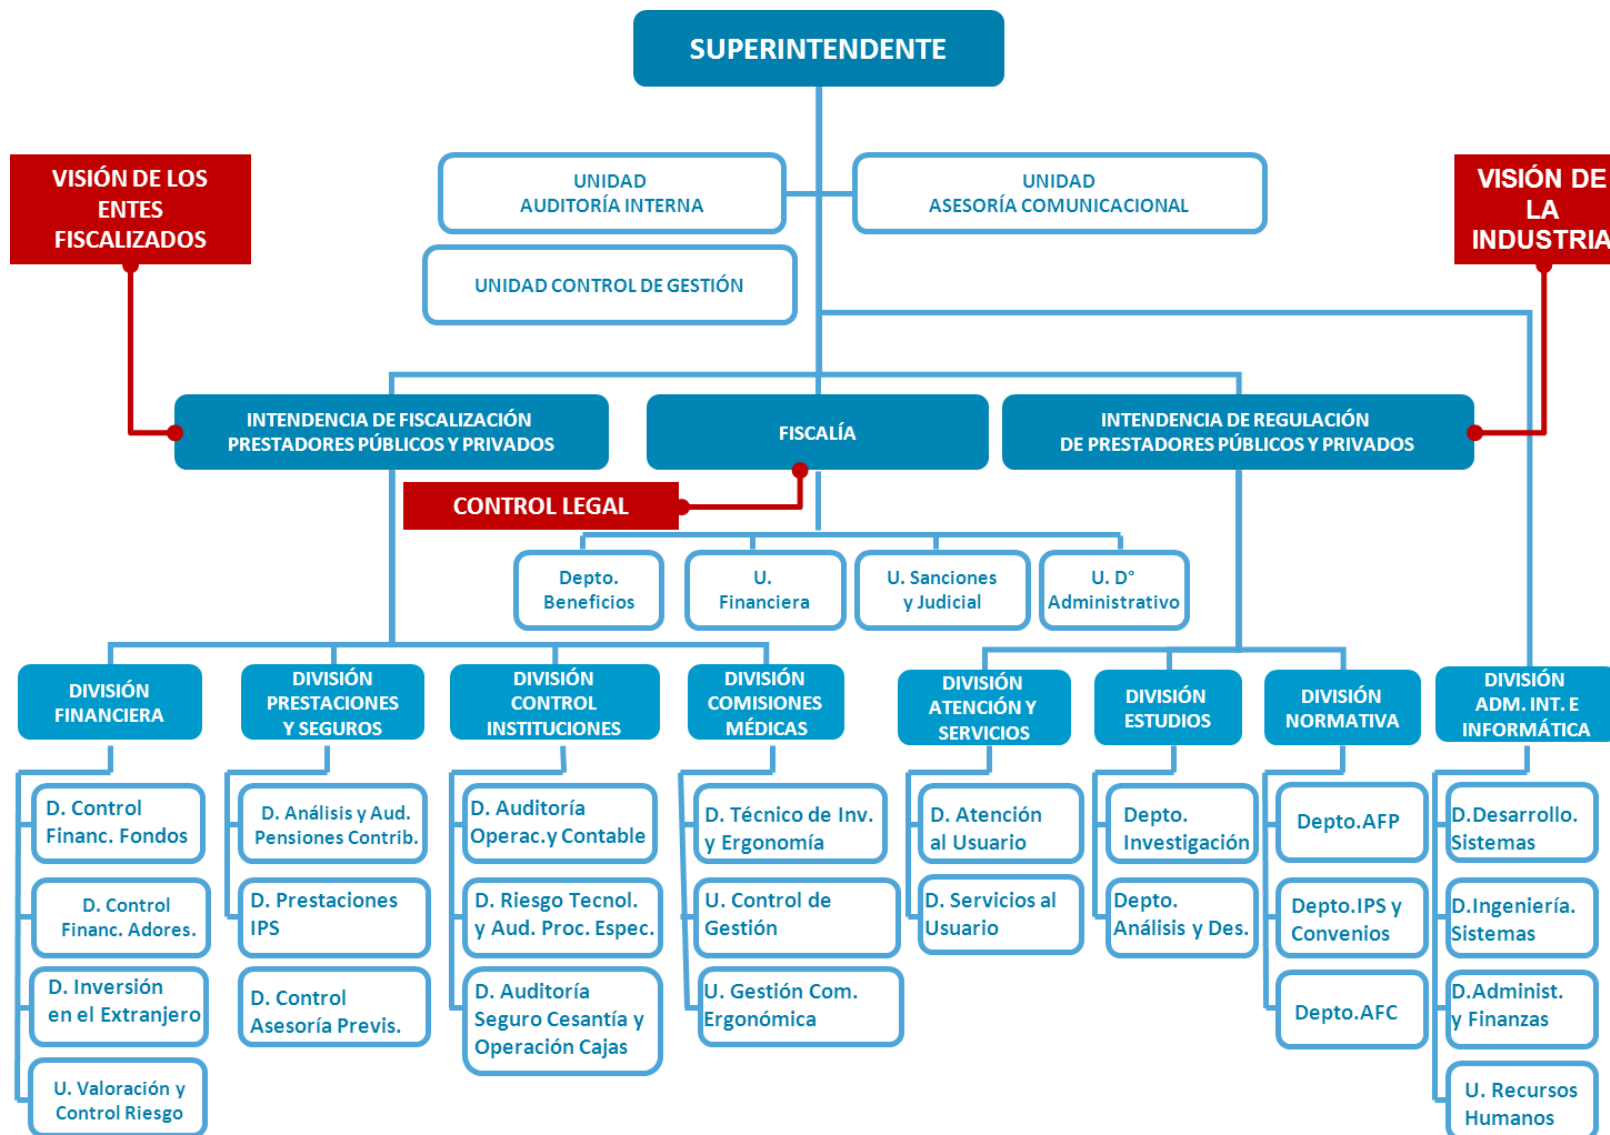 SUPERINTENDENTE
VISIÓN DE LOS
ENTES
FISCALIZADOS
UNIDAD
AUDITORÍA INTERNA
UNIDAD
ASESORÍA COMUNICACIONAL
VISIÓN DE
LA
INDUSTRIA
UNIDAD CONTROL DE GESTIÓN
INTENDENCIA DE FISCALIZACIÓN
PRESTADORES PÚBLICOS Y PRIVADOS
FISCALÍA
INTENDENCIA DE REGULACIÓN
DE PRESTADORES PÚBLICOS Y PRIVADOS
CONTROL LEGAL
Depto.
Beneficios
U.
Financiera
U. Sanciones
y Judicial
U. D°
Administrativo
DIVISIÓN
FINANCIERA
DIVISIÓN
PRESTACIONES
Y SEGUROS
DIVISIÓN
CONTROL
INSTITUCIONES
DIVISIÓN
COMISIONES
MÉDICAS
DIVISIÓN
ATENCIÓN Y
SERVICIOS
DIVISIÓN
ESTUDIOS
DIVISIÓN
NORMATIVA
DIVISIÓN
ADM. INT. E
INFORMÁTICA
D. Control
Financ. Fondos
D. Análisis y Aud.
Pensiones Contrib.
D. Auditoría
Operac.y Contable
D. Técnico de Inv.
y Ergonomía
D. Atención
al Usuario
Depto.
Investigación
Depto.AFP
D.Desarrollo.
Sistemas
D. Control
Financ. Adores.
D. Prestaciones
IPS
D. Riesgo Tecnol.
y Aud. Proc. Espec.
U. Control de
Gestión
D. Servicios al
Usuario
Depto.
Análisis y Des.
Depto.IPS y
Convenios
D.Ingeniería.
Sistemas
D. Inversión
en el Extranjero
D. Control
Asesoría Previs.
D. Auditoría
Seguro Cesantía y
Operación Cajas
U. Gestión Com.
Ergonómica
Depto.AFC
D.Administ.
y Finanzas
U. Valoración y
Control Riesgo
U. Recursos
Humanos